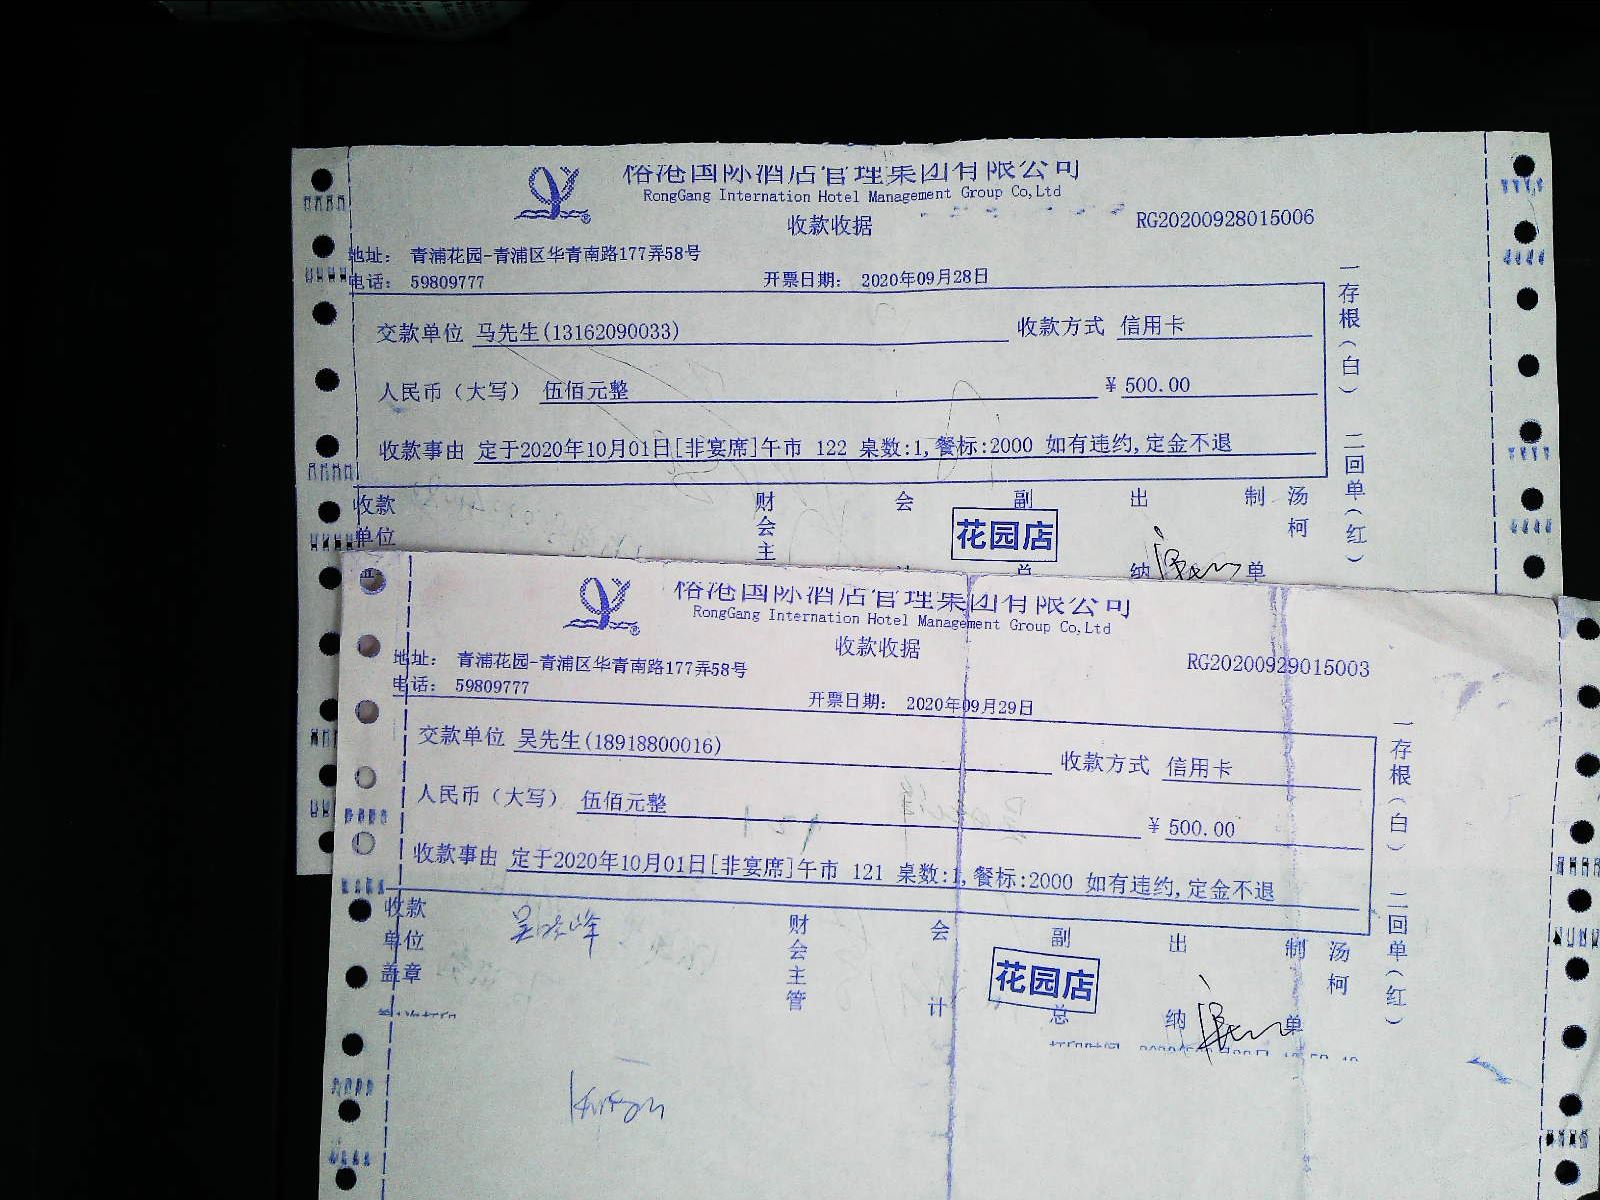 榕港国际酒店管理集团有限公司
RongGang Internation Hotel Management Group Co,Ltd
收款收据
RG20200928015006
地址： 青浦花园-青浦区华青南路177弄58号
电话： 59809777
开票日期： 2020年09月28日
交款单位 马先生(13162090033)
收款方式 信用卡
人民币（大写） 伍佰元整
￥ 500.00
收款事由 定于2020年10月01日[非宴席]午市 122 桌数:1,餐标:2000 如有违约,定金不退
一存根（白） 二回单（红）
收款单位
财会主
会
副总
出纳
制单
汤柯
花园店
榕港国际酒店管理集团有限公司
RongGang Internation Hotel Management Group Co,Ltd
收款收据
RG20200929015003
地址： 青浦花园-青浦区华青南路177弄58号
电话： 59809777
开票日期： 2020年09月29日
交款单位 吴先生(18918800016)
收款方式 信用卡
人民币（大写） 伍佰元整
￥ 500.00
收款事由 定于2020年10月01日[非宴席]午市 121 桌数:1,餐标:2000 如有违约,定金不退
一存根（白） 二回单（红）
收款单位盖章
财会主管
会计
副总
出纳
制单
汤柯
花园店